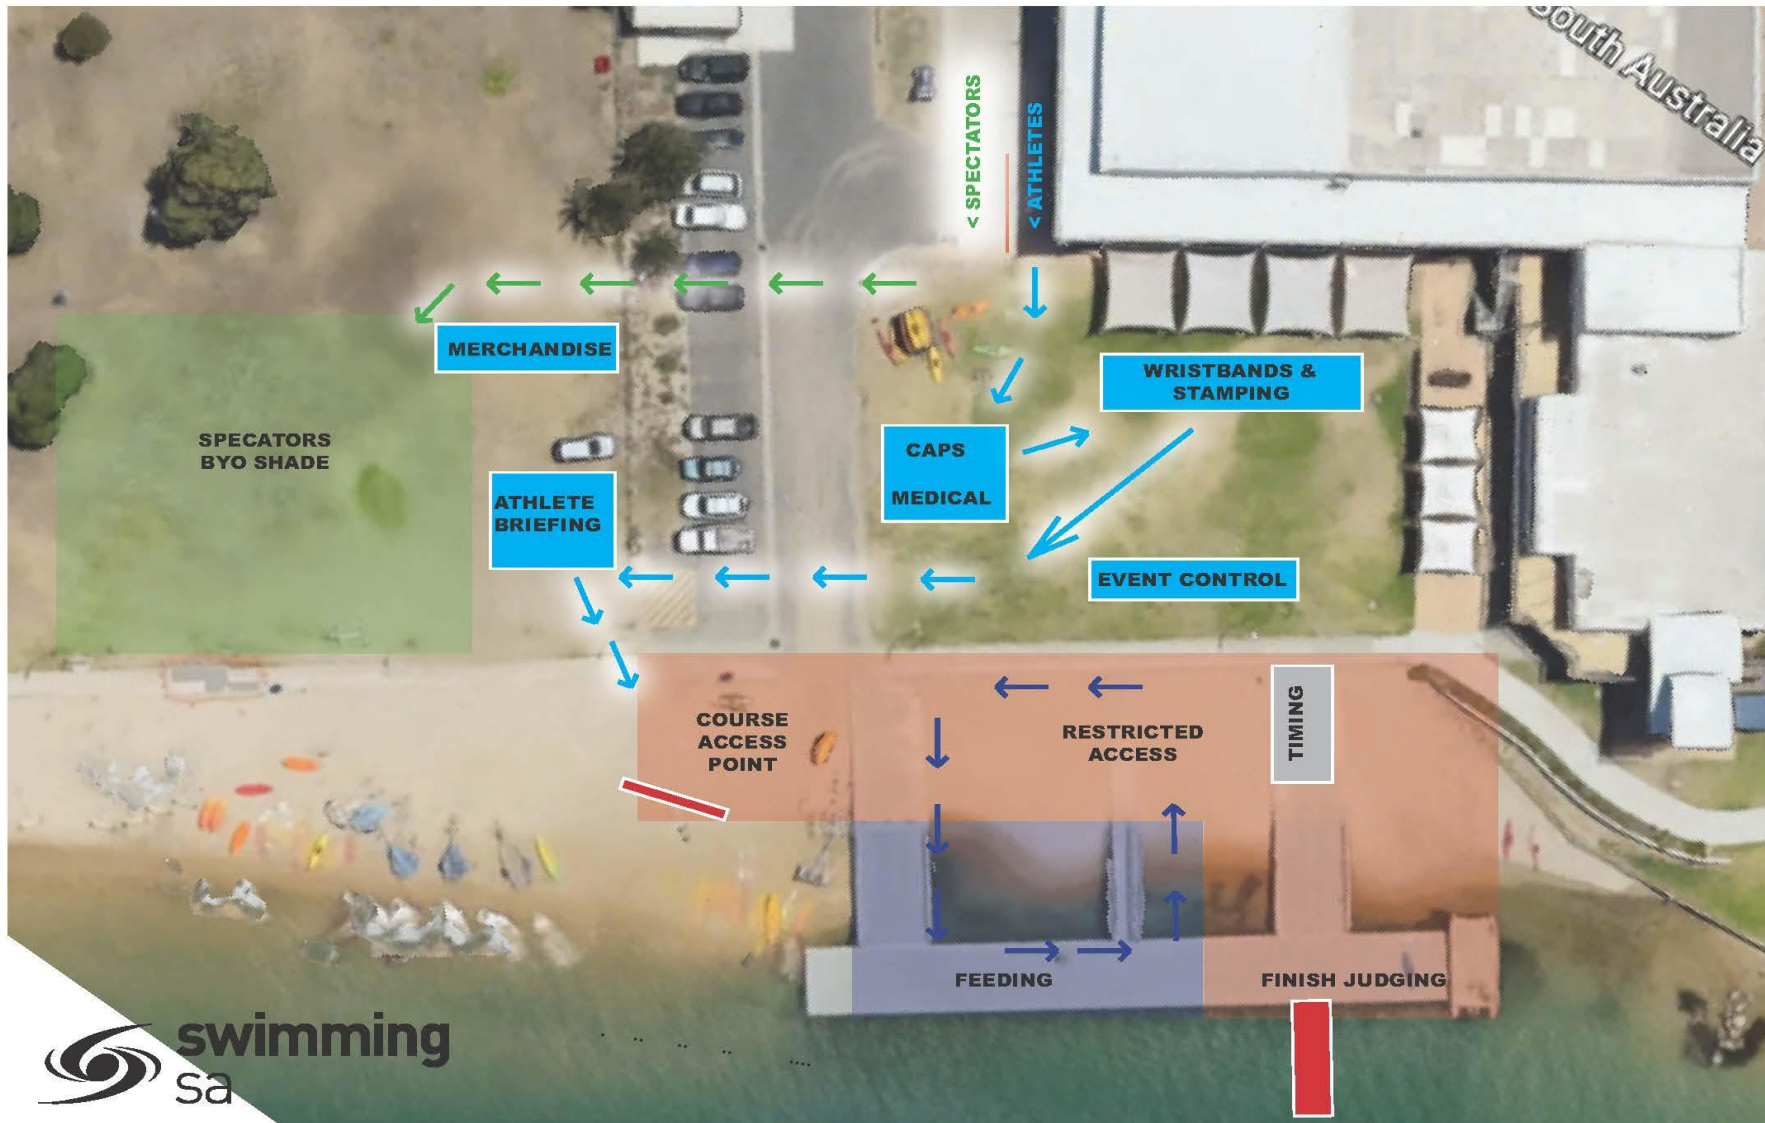 South Australia
< SPECTATORS
< ATHLETES
MERCHANDISE
WRISTBANDS &
STAMPING
SPECATORS
BYO SHADE
CAPS
MEDICAL
ATHLETE
BRIEFING
EVENT CONTROL
COURSE
ACCESS
POINT
RESTRICTED
ACCESS
TIMING
FEEDING
FINISH JUDGING
swimming
sa